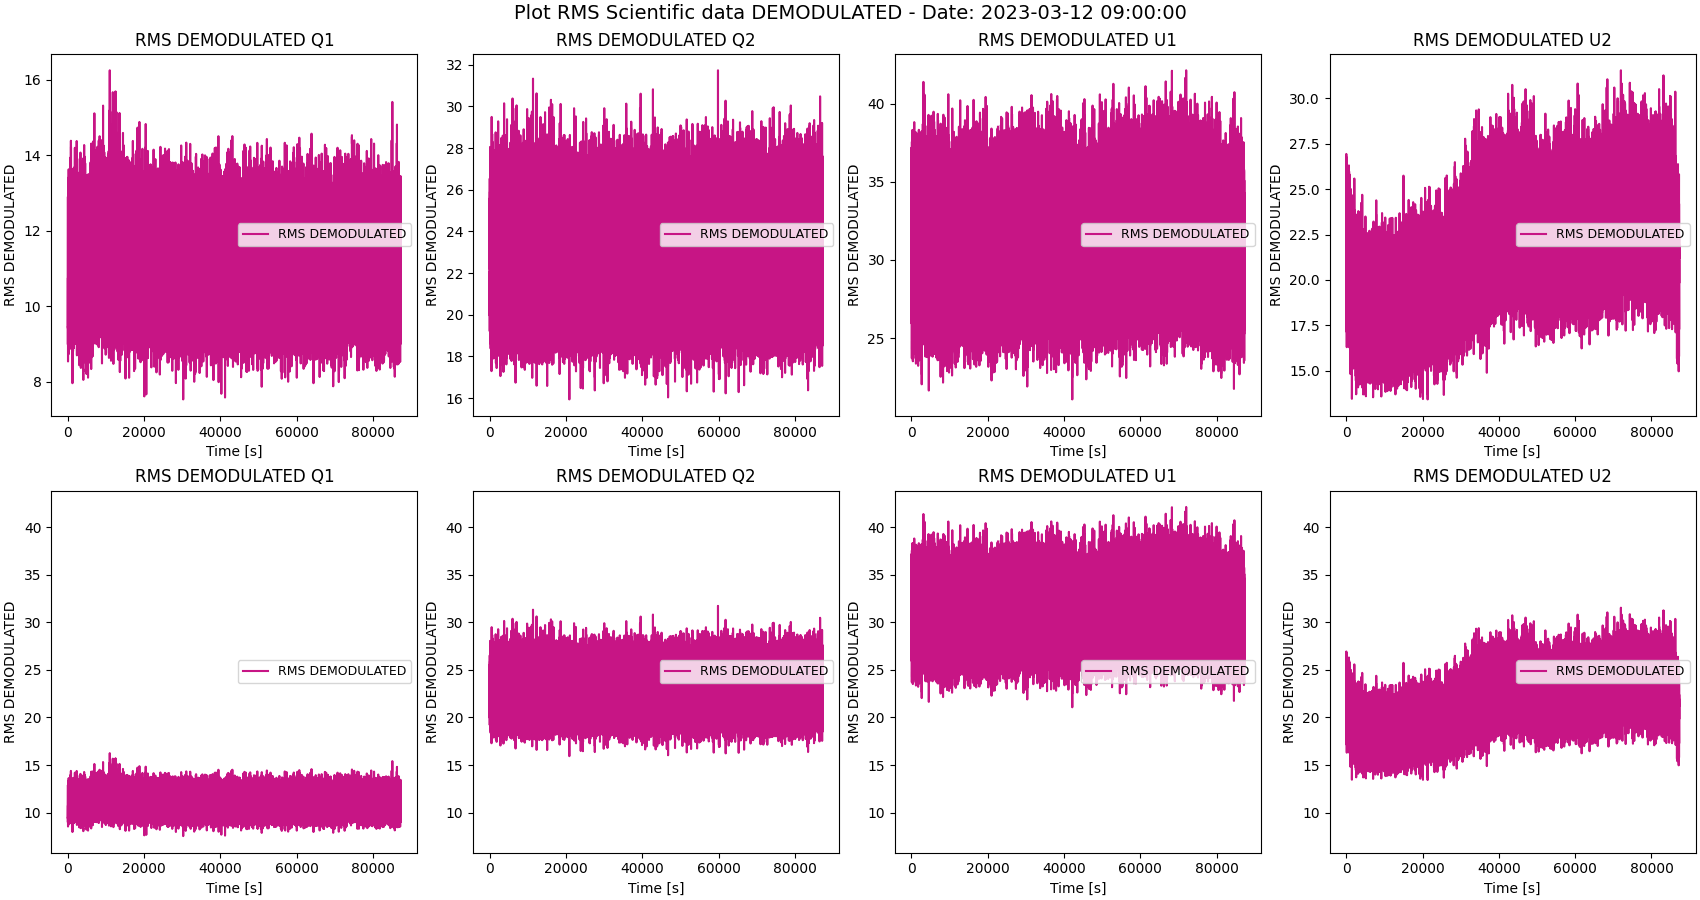 Plot RMS Scientific data DEMODULATED - Date: 2023-03-12 09:00:00
RMS DEMODULATED Q1
RMS DEMODULATED
16
14
12
10
8
RMS DEMODULATED
0 20000 40000 60000 80000
Time [s]
RMS DEMODULATED Q2
RMS DEMODULATED
32
30
28
26
24
22
20
18
16
RMS DEMODULATED
0 20000 40000 60000 80000
Time [s]
RMS DEMODULATED U1
RMS DEMODULATED
40
35
30
25
RMS DEMODULATED
0 20000 40000 60000 80000
Time [s]
RMS DEMODULATED U2
RMS DEMODULATED
30.0
27.5
25.0
22.5
20.0
17.5
15.0
RMS DEMODULATED
0 20000 40000 60000 80000
Time [s]
RMS DEMODULATED Q1
RMS DEMODULATED
40
35
30
25
20
15
10
RMS DEMODULATED
0 20000 40000 60000 80000
Time [s]
RMS DEMODULATED Q2
RMS DEMODULATED
40
35
30
25
20
15
10
RMS DEMODULATED
0 20000 40000 60000 80000
Time [s]
RMS DEMODULATED U1
RMS DEMODULATED
40
35
30
25
20
15
10
RMS DEMODULATED
0 20000 40000 60000 80000
Time [s]
RMS DEMODULATED U2
RMS DEMODULATED
40
35
30
25
20
15
10
RMS DEMODULATED
0 20000 40000 60000 80000
Time [s]